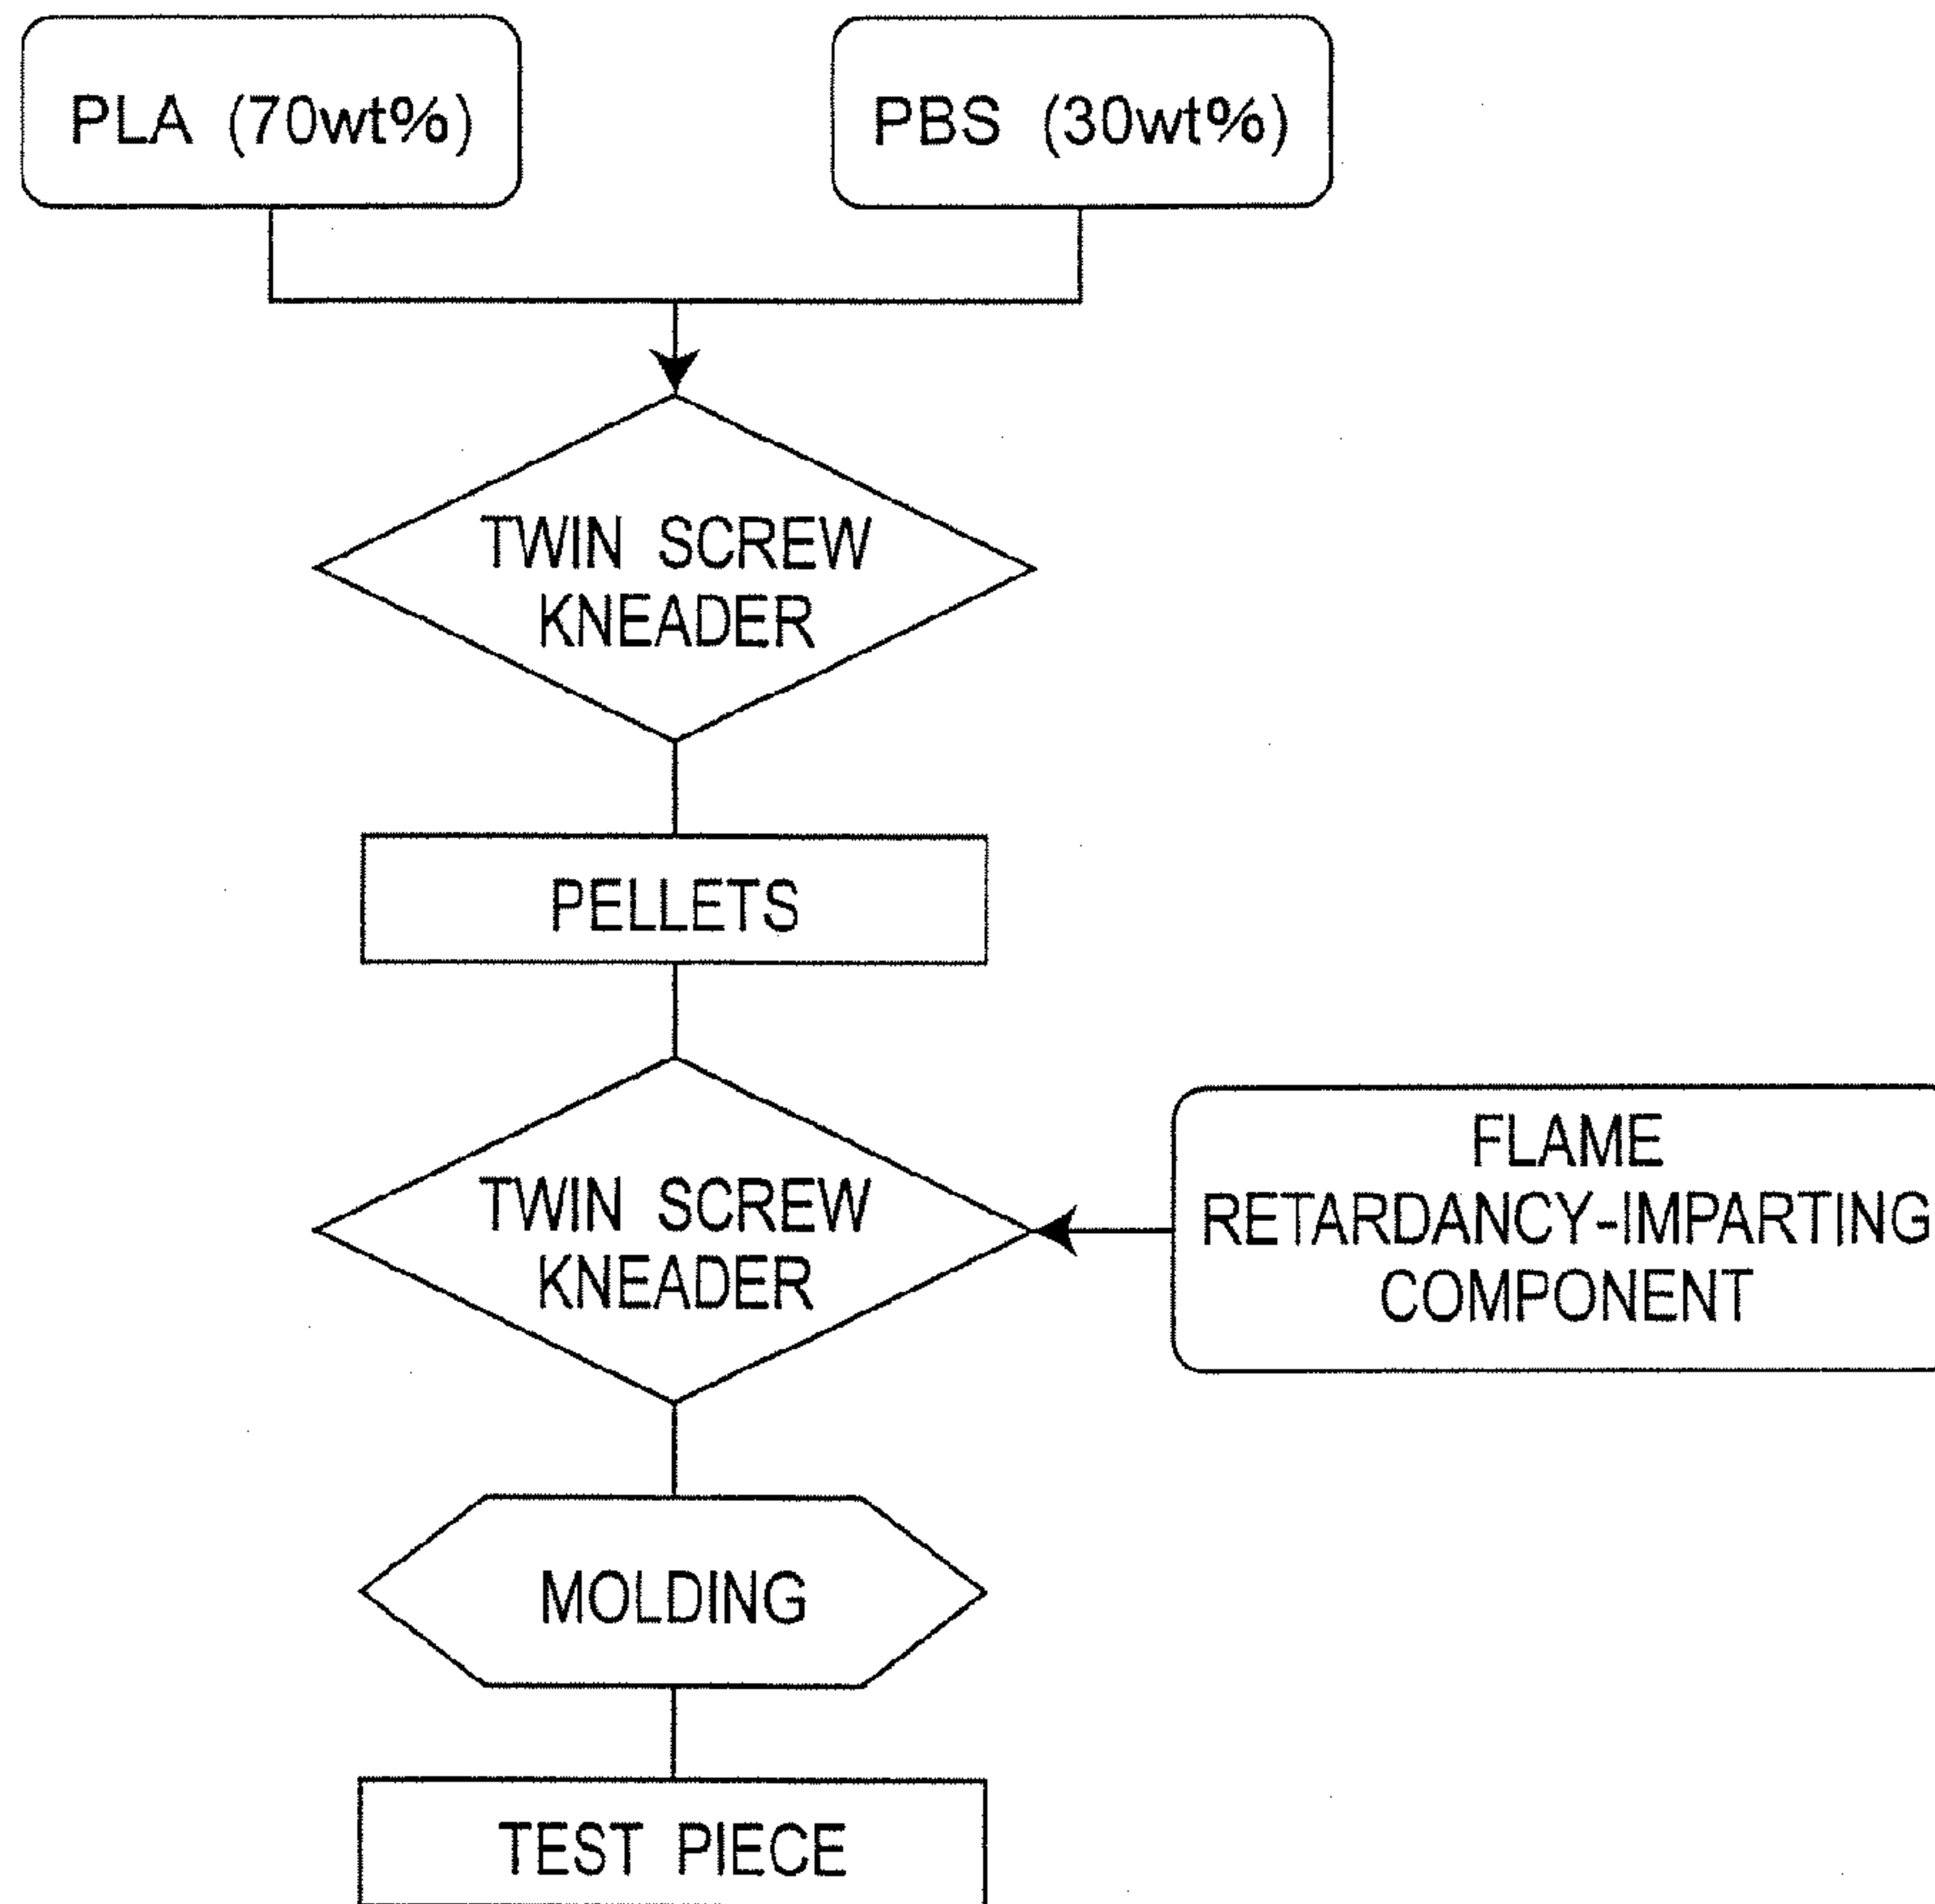 PLA (70wt%)
PBS (30wt%)
TWIN SCREW
KNEADER
PELLETS
TWIN SCREW
KNEADER
FLAME
RETARDANCY-IMPARTING
COMPONENT
MOLDING
TEST PIECE